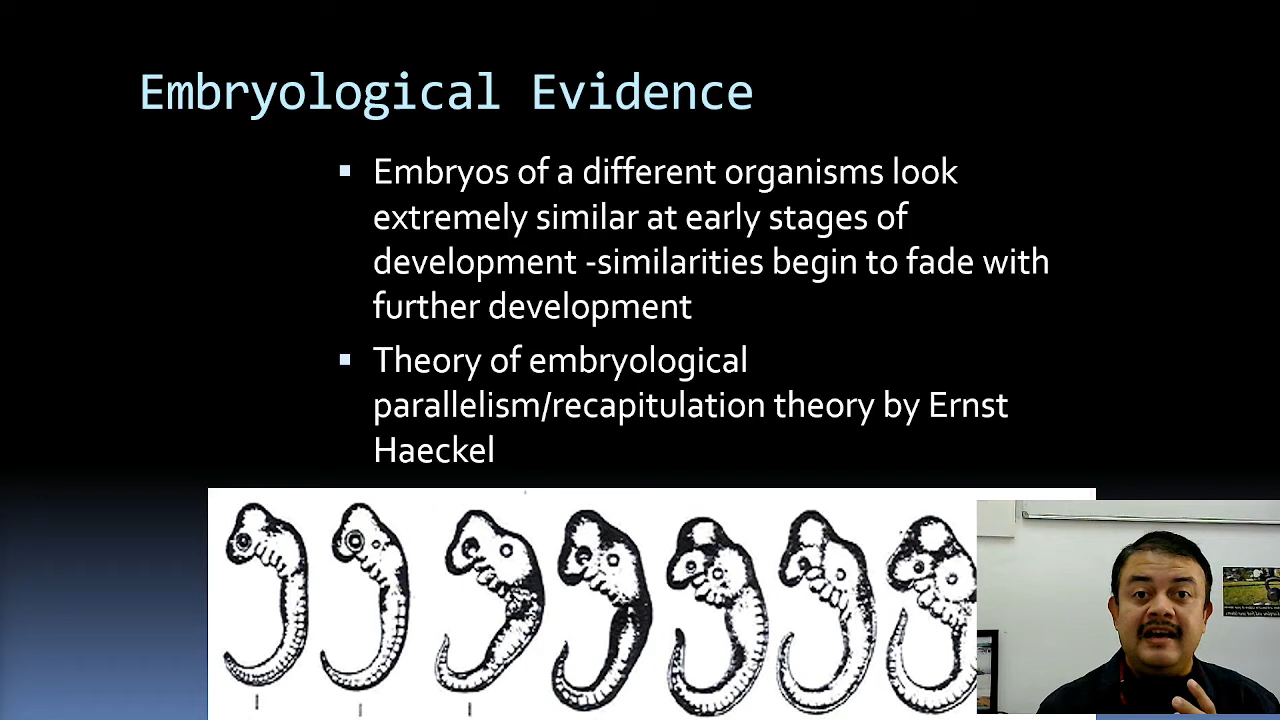 Embryological Evidence
Embryos of a different organisms look
extremely similar at early stages of
development -similarities begin to fade with
further development
Theory of embryological
parallelism/recapitulation theory by Ernst
Haeckel